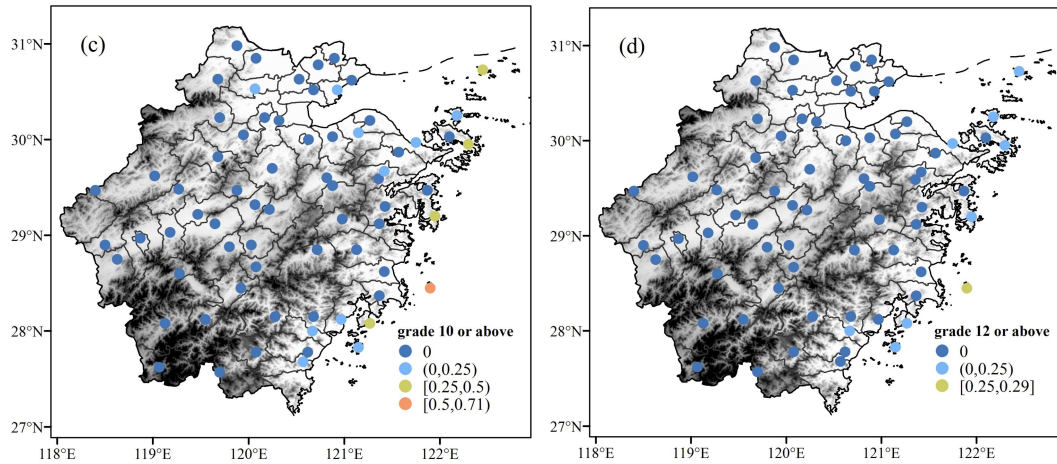 (c)
31°N
30°N
29°N
28°N
27°N
118°E 119°E 120°E 121°E 122°E
grade 10 or above
0
(0,0.25)
[0.25,0.5)
[0.5,0.71)
(d)
31°N
30°N
29°N
28°N
27°N
118°E 119°E 120°E 121°E 122°E
grade 12 or above
0
(0,0.25)
[0.25,0.29]